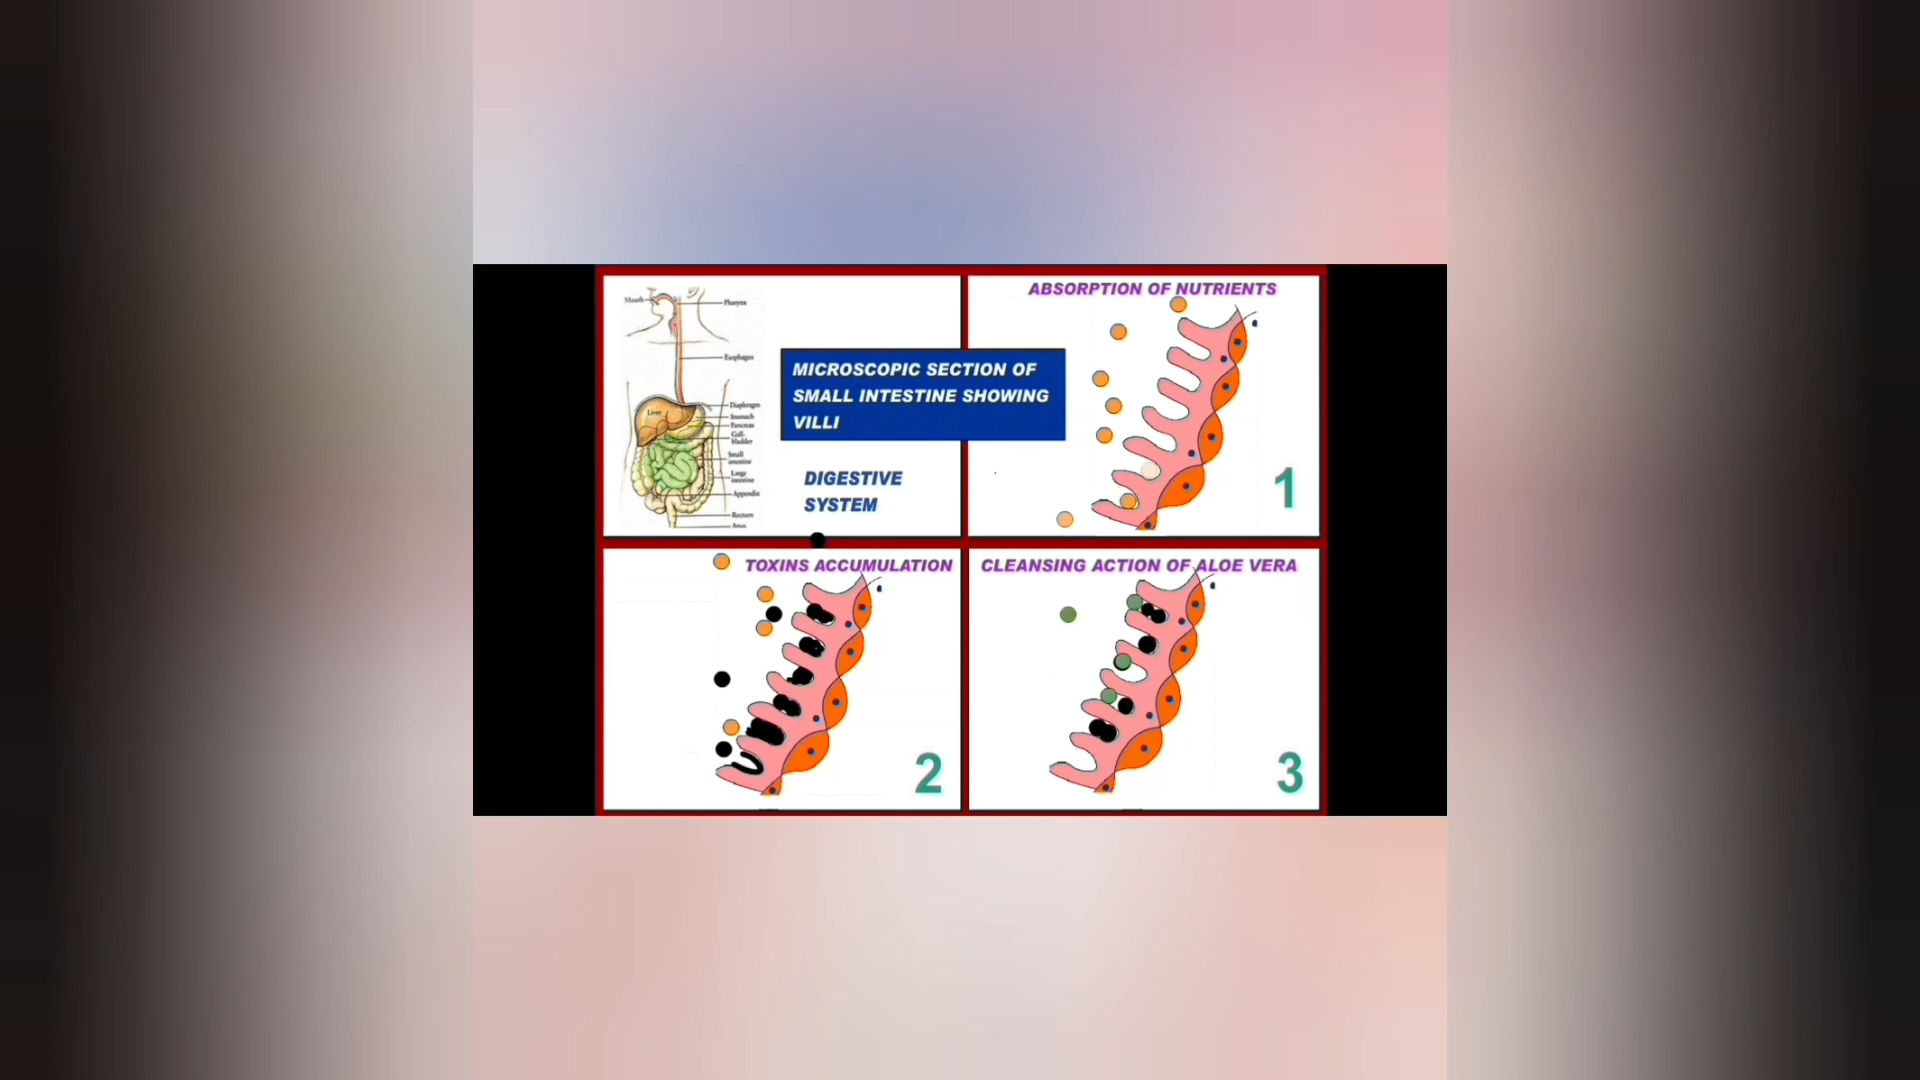 Mouth
Pharynx
Esophagus
Diaphragm
Liver
Stomach
Pancreas
Gall-
bladder
Small
intestine
Large
intestine
Appendix
Rectum
Anus
MICROSCOPIC SECTION OF
SMALL INTESTINE SHOWING
VILLI
DIGESTIVE
SYSTEM
ABSORPTION OF NUTRIENTS
1
TOXINS ACCUMULATION
2
CLEANSING ACTION OF ALOE VERA
3